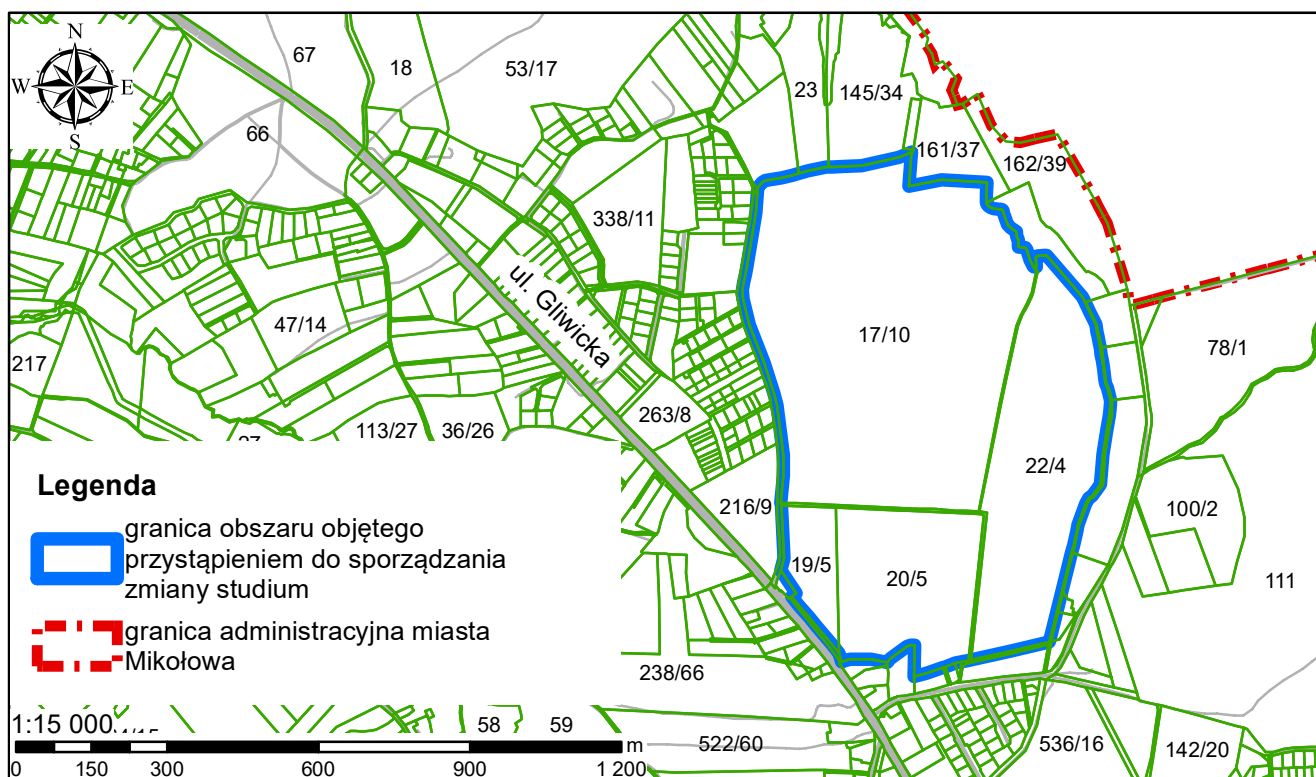 N
W E
S
67
18
53/17
23
145/34
66
161/37
162/39
338/11
ul. Gliwicka
47/14
17/10
78/1
217
263/8
113/27
36/26
22/4
216/9
100/2
19/5
20/5
111
Legenda
granica obszaru objętego
przystąpieniem do sporządzania
zmiany studium
granica administracyjna miasta
Mikołowa
238/66
58
59
522/60
536/16
142/20
1:15 000
m
0 150 300 600 900 1 200